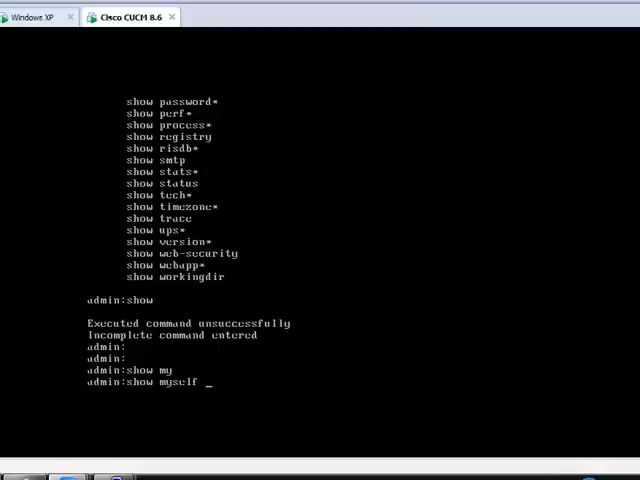 Windows XP
Cisco CUCM 8.6
show password*
show perf*
show process*
show registry
show risdb*
show smtp
show stats*
show status
show tech*
show timezone*
show trace
show ups*
show version*
show web-security
show webapp*
show workingdir
admin:show
Executed command unsuccessfully
Incomplete command entered
admin:
admin:
admin:show my
admin:show myself _